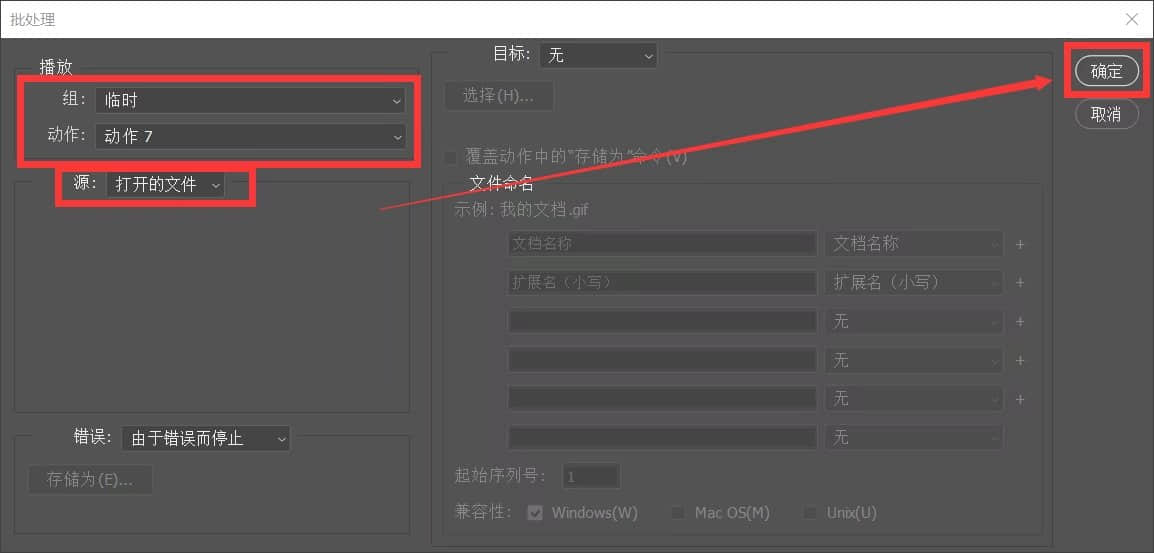 批处理
播放
组: 临时
动作: 动作 7
源: 打开的文件
错误: 由于错误而停止
存储为(E)...
目标: 无
选择(H)...
覆盖动作中的“存储为”命令(V)
文件命名
示例: 我的文档.gif
文档名称 文档名称 +
扩展名（小写） 扩展名（小写） +
无 +
无 +
无 +
无
起始序列号: 1
兼容性: Windows(W) Mac OS(M) Unix(U)
确定
取消